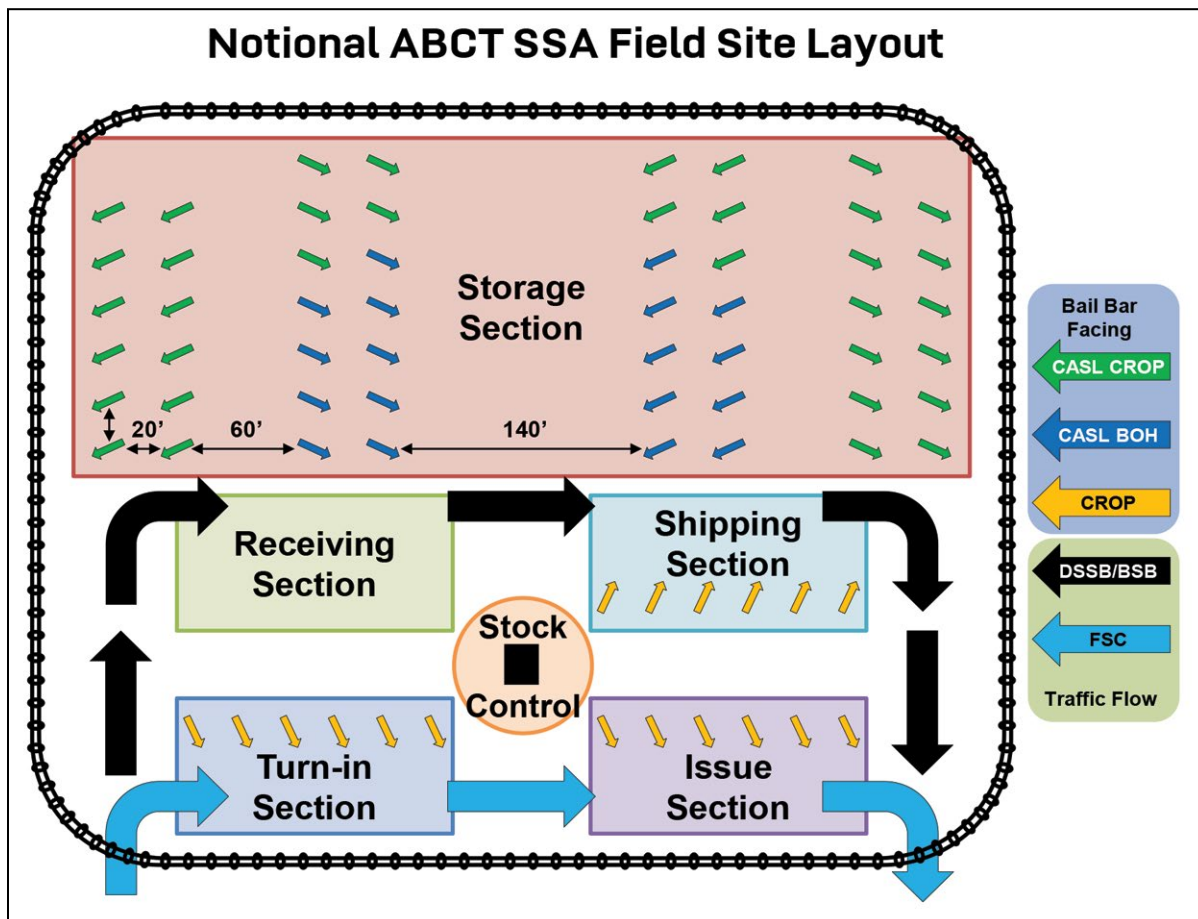 Notional ABCT SSA Field Site Layout
Storage
Section
20’
60’
140’
Receiving
Section
Shipping
Section
Stock
Control
Turn-in
Section
Issue
Section
Bail Bar
Facing
CASL CROP
CASL BOH
CROP
DSSB/BSB
FSC
Traffic Flow